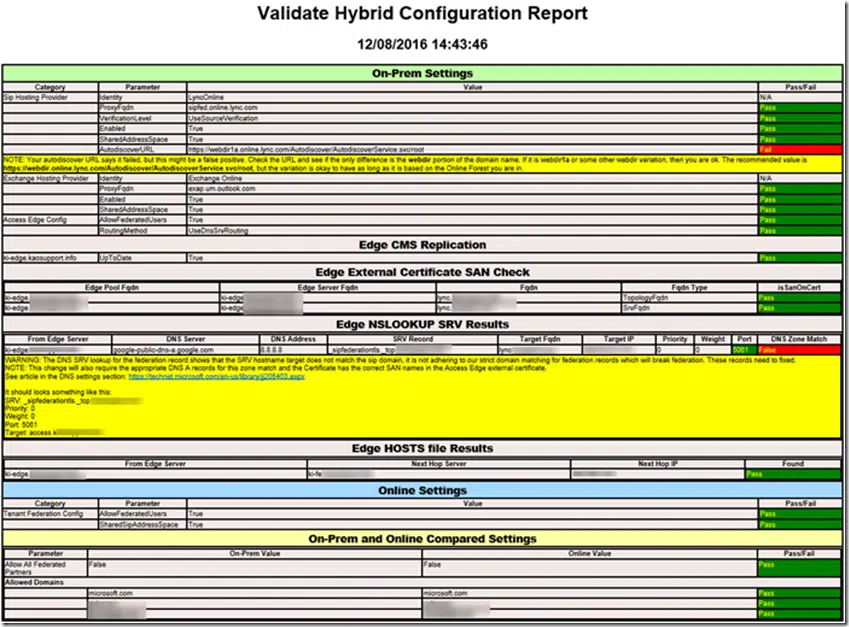 Validate Hybrid Configuration Report
12/08/2016 14:43:46
On-Prem Settings
Category Parameter Value Pass/Fail
Sip Hosting Provider Identity LyncOnline N/A
ProxyFqdn sipfed.online.lync.com Pass
VerificationLevel UseSourceVerification Pass
Enabled True Pass
SharedAddressSpace True Pass
AutodiscoverURL https://webdir1a.online.lync.com/Autodiscover/AutodiscoverService.svc/root Fail
NOTE: Your autodiscover URL says it failed, but this might be a false positive. Check the URL and see if the only difference is the webdir portion of the domain name. If it is webdir1a or some other webdir variation, then you are ok. The recommended value is
https://webdir.online.lync.com/Autodiscover/AutodiscoverService.svc/root, but the variation is okay to have as long as it is based on the Online Forest you are in.
Exchange Hosting Provider Identity Exchange Online N/A
ProxyFqdn exap.um.outlook.com Pass
Enabled True Pass
SharedAddressSpace True Pass
Access Edge Config AllowFederatedUsers True Pass
RoutingMethod UseDnsSrvRouting Pass
Edge CMS Replication
ki-edge.kaosupport.info UpToDate True Pass
Edge External Certificate SAN Check
Edge Pool Fqdn Edge Server Fqdn Fqdn Fqdn Type isSanOnCert
ki-edge. ki-edge lync. TopologyFqdn Pass
ki-edge. ki-edge lync. SrvFqdn Pass
Edge NSLOOKUP SRV Results
From Edge Server DNS Server DNS Address SRV Record Target Fqdn Target IP Priority Weight Port DNS Zone Match
ki-edge google-public-dns-a.google.com 8.8.8.8 _sipfederationtls._tcp lync 0 0 5061 False
WARNING: The DNS SRV lookup for the federation record shows that the SRV hostname target does not match the sip domain, it is not adhering to our strict domain matching for federation records which will break federation. These records need to fixed.
NOTE: This change will also require the appropriate DNS A records for this zone match and the Certificate has the correct SAN names in the Access Edge external certificate.
See article in the DNS settings section: https://technet.microsoft.com/en-us/library/jj205403.aspx
It should looks something like this:
SRV: _sipfederationtls._tcp
Priority: 0
Weight: 0
Port: 5061
Target: access.k
Edge HOSTS file Results
From Edge Server Next Hop Server Next Hop IP Found
ki-edge. ki-fe Pass
Online Settings
Category Parameter Value Pass/Fail
Tenant Federation Config AllowFederatedUsers True Pass
SharedSipAddressSpace True Pass
On-Prem and Online Compared Settings
Parameter On-Prem Value Online Value Pass/Fail
Allow All Federated Partners False False Pass
Allowed Domains
microsoft.com microsoft.com Pass
Pass
Pass